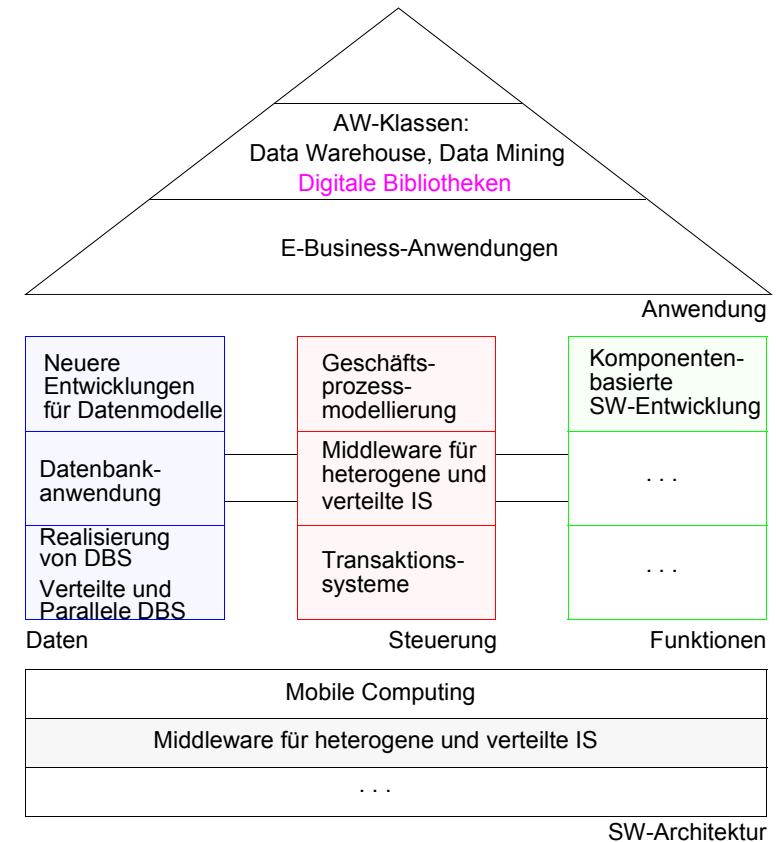 AW-Klassen:
Data Warehouse, Data Mining
Digitale Bibliotheken
E-Business-Anwendungen
Anwendung
Neuere
Entwicklungen
für Datenmodelle
Datenbank-
anwendung
Realisierung
von DBS
Verteilte und
Parallele DBS
Daten
Geschäfts-
prozess-
modellierung
Middleware für
heterogene und
verteilte IS
Transaktions-
systeme
Steuerung
Komponenten-
basierte
SW-Entwicklung
. . .
. . .
Funktionen
Mobile Computing
Middleware für heterogene und verteilte IS
. . .
SW-Architektur